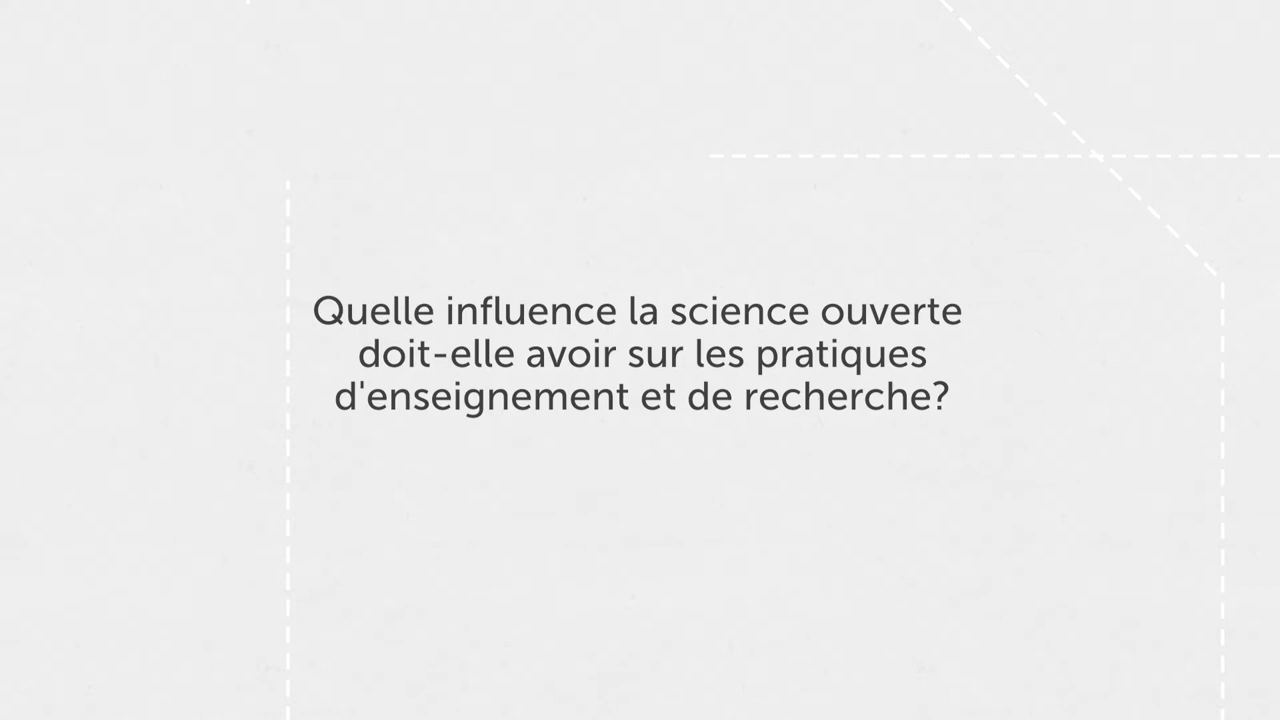 Quelle influence la science ouverte
doit-elle avoir sur les pratiques
d'enseignement et de recherche?